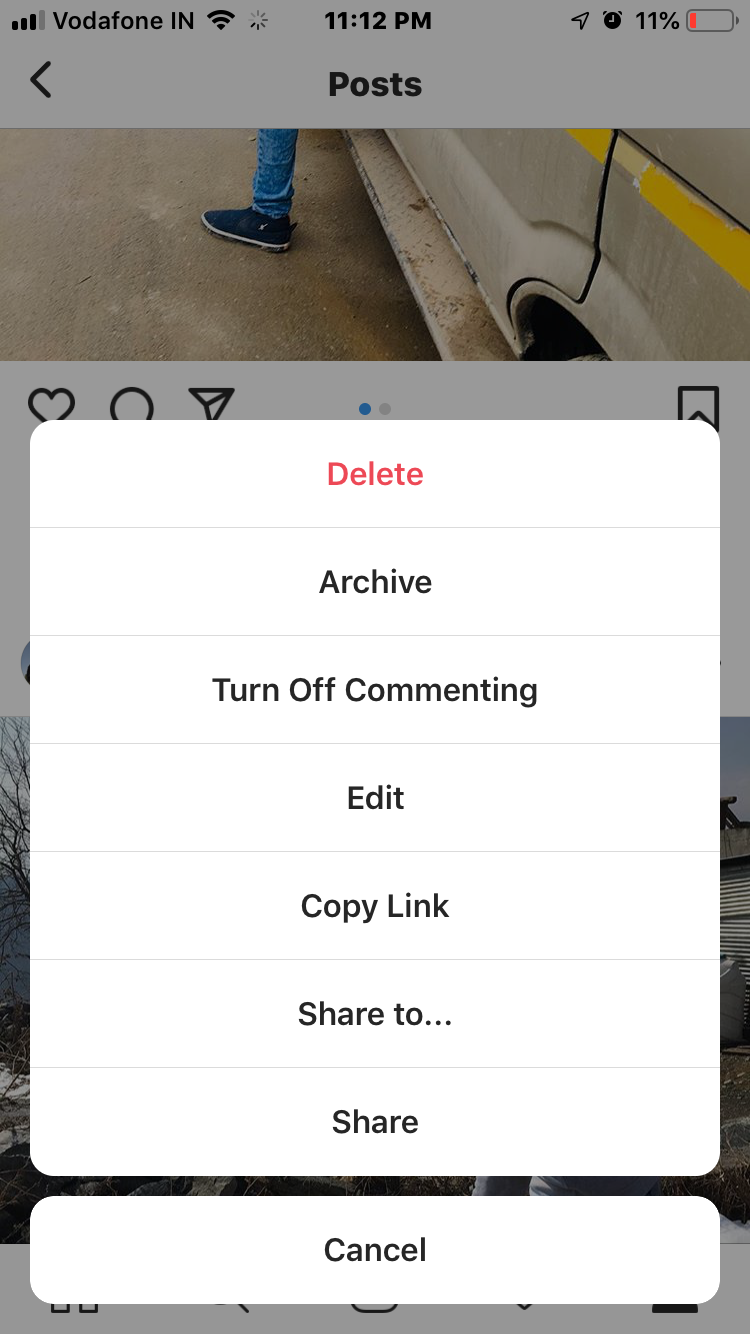 Vodafone IN 11:12 PM 11%
Posts
Delete
Archive
Turn Off Commenting
Edit
Copy Link
Share to...
Share
Cancel